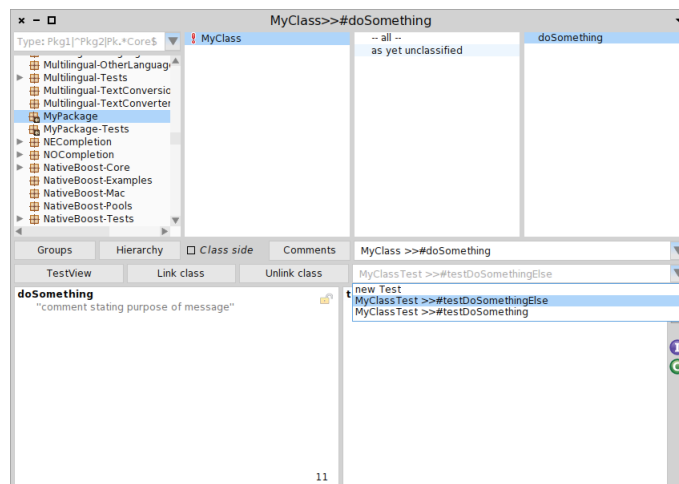 MyClass>>#doSomething
Type: Pkg1|^Pkg2|Pk.*Core$
Multilingual-OtherLanguage
Multilingual-Tests
Multilingual-TextConversio
Multilingual-TextConverter
MyPackage
MyPackage-Tests
NECompletion
NOCompletion
NativeBoost-Core
NativeBoost-Examples
NativeBoost-Mac
NativeBoost-Pools
NativeBoost-Tests
MyClass
-- all --
as yet unclassified
doSomething
Groups Hierarchy Class side Comments MyClass >>#doSomething
TestView Link class Unlink class MyClassTest >>#testDoSomethingElse
new Test
MyClassTest >>#testDoSomethingElse
MyClassTest >>#testDoSomething
doSomething
"comment stating purpose of message"
11
t